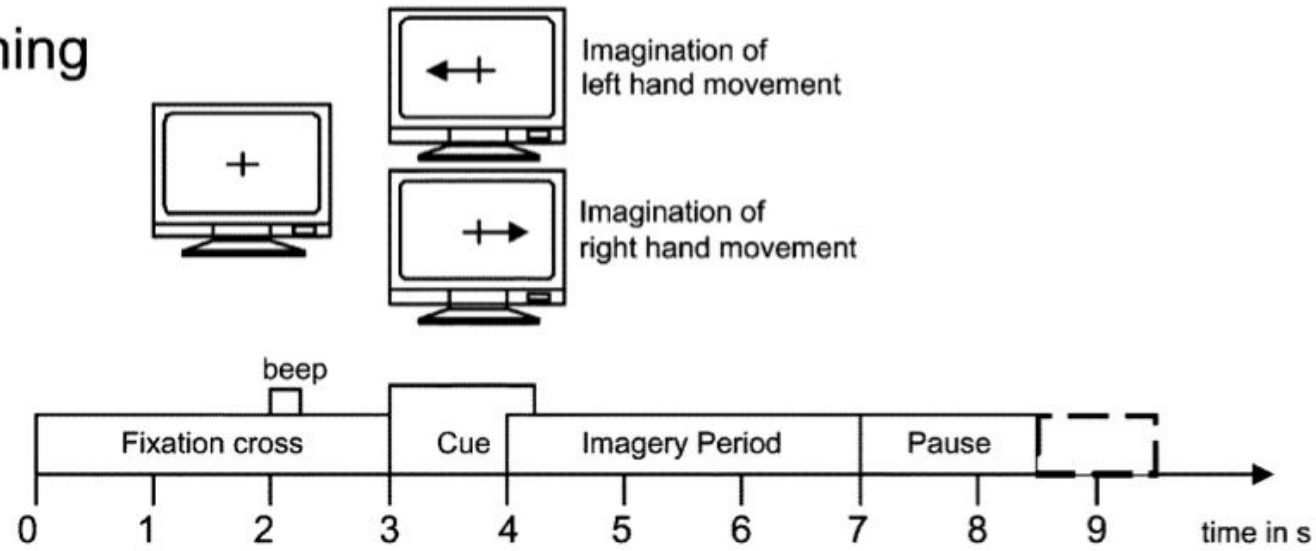 ning
Imagination of
left hand movement
Imagination of
right hand movement
beep
Fixation cross
Cue
Imagery Period
Pause
0 1 2 3 4 5 6 7 8 9 time in s